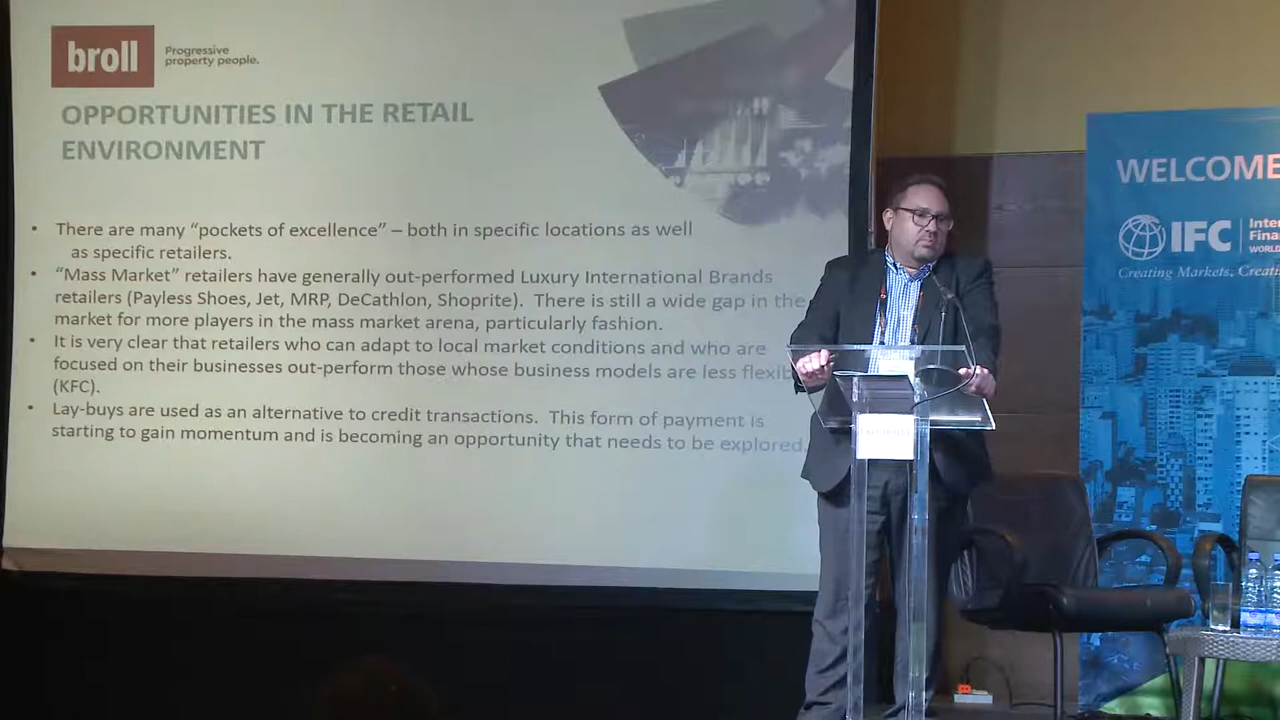 broll
Progressive
property people.
OPPORTUNITIES IN THE RETAIL
ENVIRONMENT
• There are many “pockets of excellence” – both in specific locations as well
as specific retailers.
• “Mass Market” retailers have generally out-performed Luxury International Brands
retailers (Payless Shoes, Jet, MRP, DeCathlon, Shoprite). There is still a wide gap in the
market for more players in the mass market arena, particularly fashion.
• It is very clear that retailers who can adapt to local market conditions and who are
focused on their businesses out-perform those whose business models are less flexib
(KFC).
• Lay-buys are used as an alternative to credit transactions. This form of payment is
starting to gain momentum and is becoming an opportunity that needs to be explored.
WELCOME
IFC
Inter
Finan
WORLD
Creating Markets, Creati